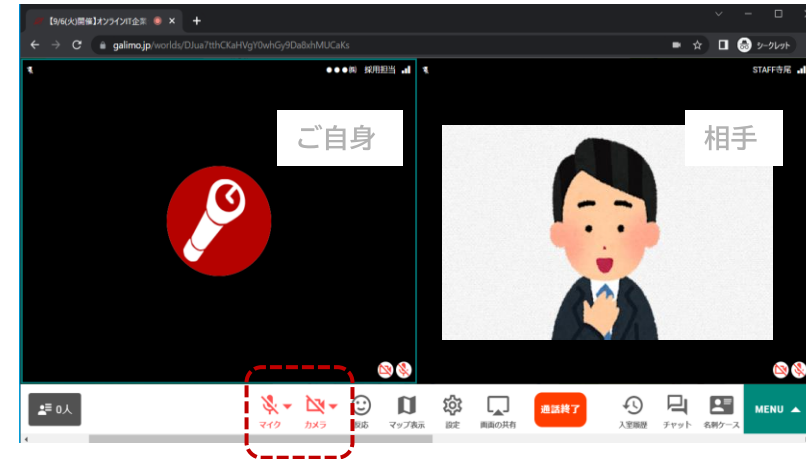 【9/6(火)開催】オンラインIT企業
galimo.jp/worlds/DJua7tthCKaHVgY0whGy9Da8xhMUCaKs
シークレット
●●●㈱ 採用担当
STAFF寺尾
ご自身
相手
0人
マイク
カメラ
反応
マップ表示
設定
画面の共有
通話終了
入室履歴
チャット
名刺ケース
MENU